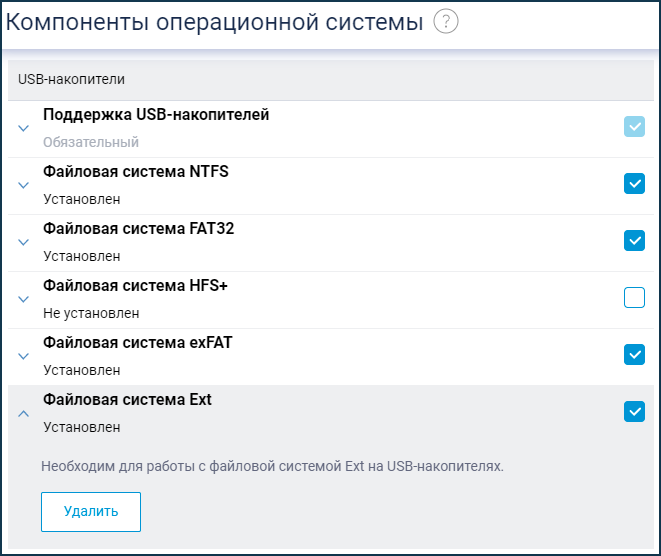 Компоненты операционной системы ?
USB-накопители
Поддержка USB-накопителей
Обязательный
Файловая система NTFS
Установлен
Файловая система FAT32
Установлен
Файловая система HFS+
Не установлен
Файловая система exFAT
Установлен
Файловая система Ext
Установлен
Необходим для работы с файловой системой Ext на USB-накопителях.
Удалить